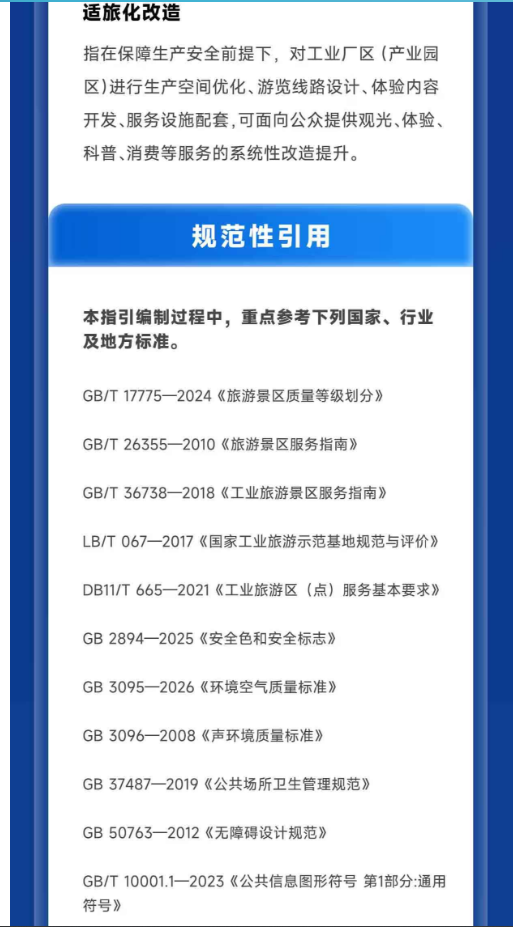 适旅化改造
指在保障生产安全前提下，对工业厂区（产业园
区）进行生产空间优化、游览线路设计、体验内容
开发、服务设施配套，可面向公众提供观光、体验、
科普、消费等服务的系统性改造提升。
规范性引用
本指引编制过程中，重点参考下列国家、行业
及地方标准。
GB/T 17775—2024《旅游景区质量等级划分》
GB/T 26355—2010《旅游景区服务指南》
GB/T 36738—2018《工业旅游景区服务指南》
LB/T 067—2017《国家工业旅游示范基地规范与评价》
DB11/T 665—2021《工业旅游区（点）服务基本要求》
GB 2894—2025《安全色和安全标志》
GB 3095—2026《环境空气质量标准》
GB 3096—2008《声环境质量标准》
GB 37487—2019《公共场所卫生管理规范》
GB 50763—2012《无障碍设计规范》
GB/T 10001.1—2023《公共信息图形符号 第1部分:通用
符号》